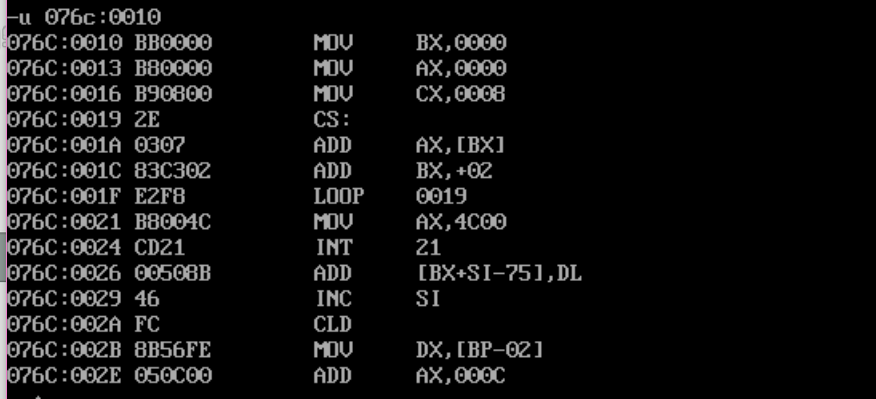 -u 076c:0010
076C:0010 BB0000 MOV BX,0000
076C:0013 B80000 MOV AX,0000
076C:0016 B90800 MOV CX,0008
076C:0019 2E CS:
076C:001A 0307 ADD AX,[BX]
076C:001C 83C302 ADD BX,+02
076C:001F E2F8 LOOP 0019
076C:0021 B8004C MOV AX,4C00
076C:0024 CD21 INT 21
076C:0026 00508B ADD [BX+SI-75],DL
076C:0029 46 INC SI
076C:002A FC CLD
076C:002B 8B56FE MOV DX,[BP-02]
076C:002E 050C00 ADD AX,000C